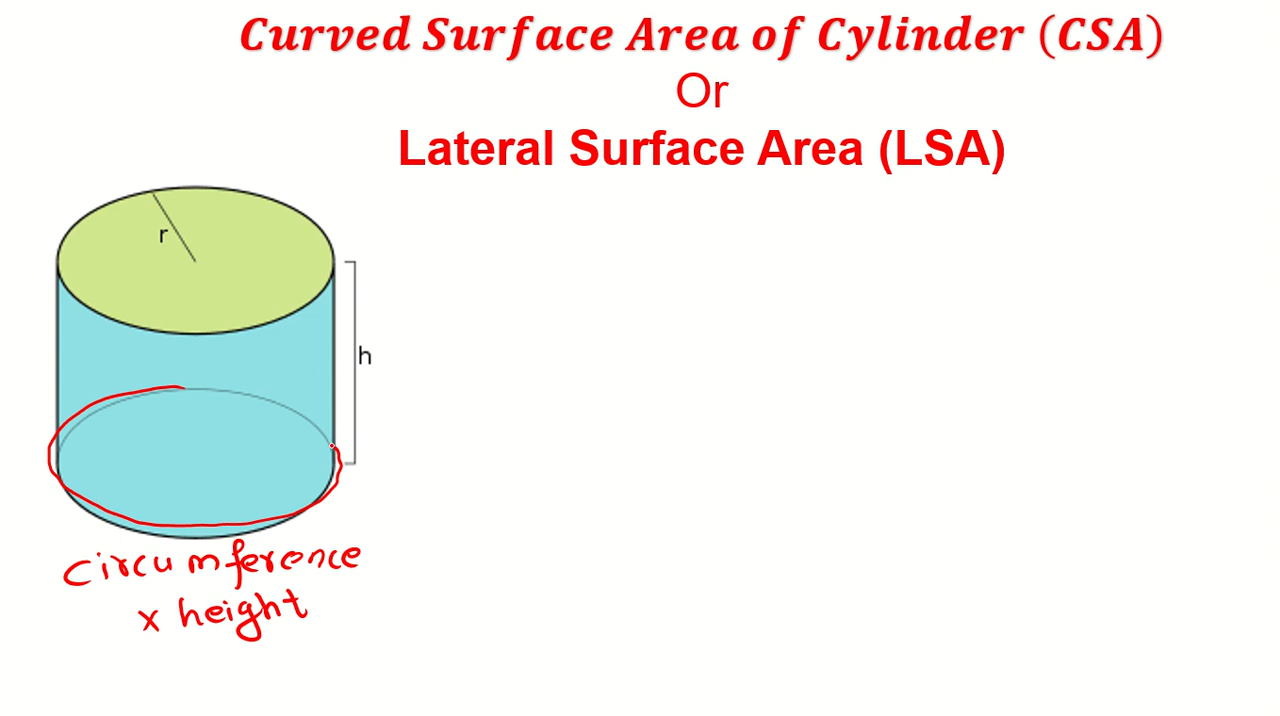 Curved Surface Area of Cylinder (CSA)
Or
Lateral Surface Area (LSA)
r
h
Circumference
x height